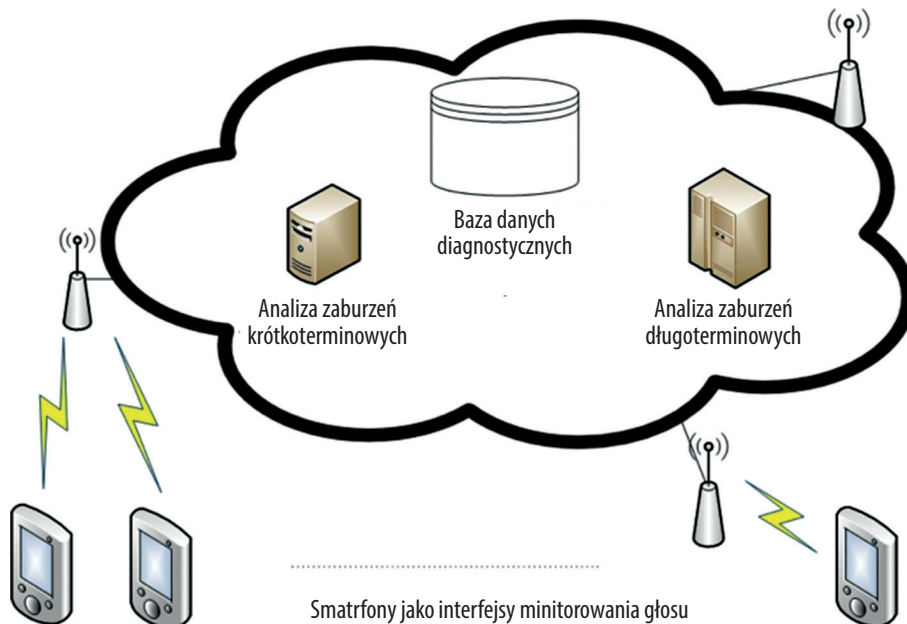 Baza danych
diagnostycznych
Analiza zaburzeń
krótkoterminowych
Analiza zaburzeń
długoterminowych
Smatrfony jako interfejsy minitorowania głosu